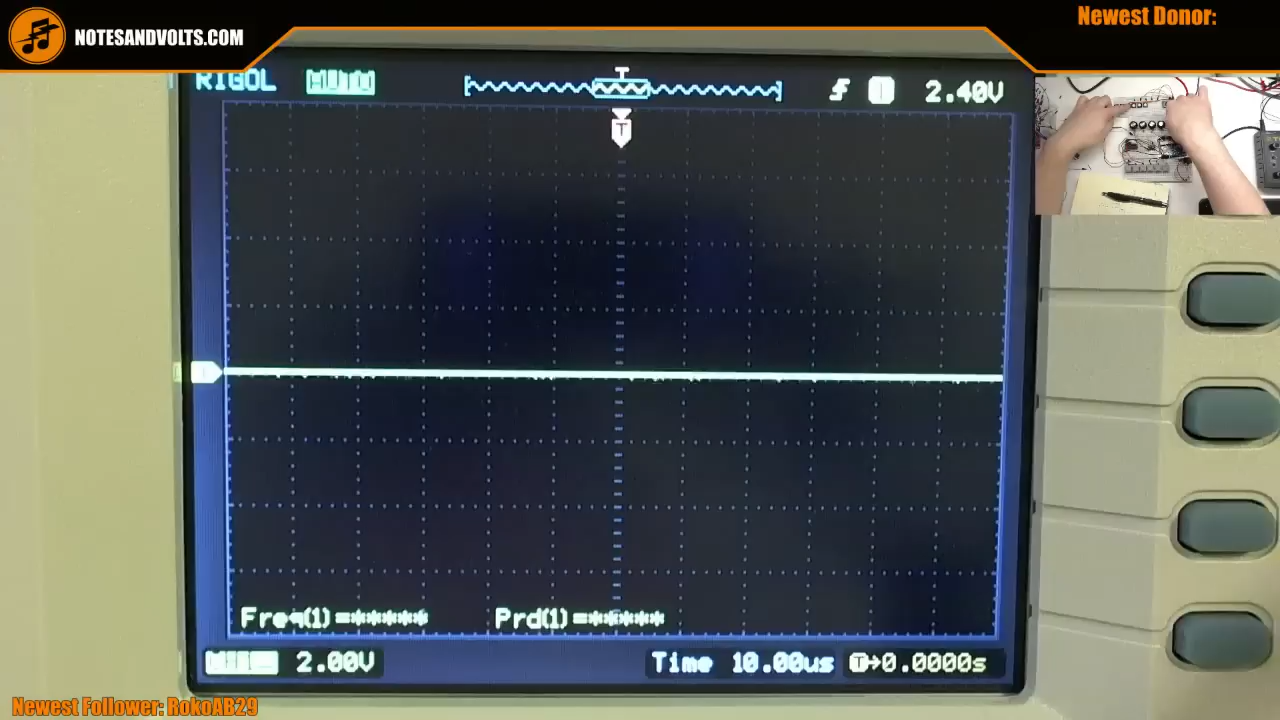 NOTESANDVOLTS.COM
Newest Donor:
RIGOL
T
1
2.40V
T
Freq(1)=*****
Prd(1)=*****
2.00V
Time 10.00us
T→0.0000s
Newest Follower: RokoAB29